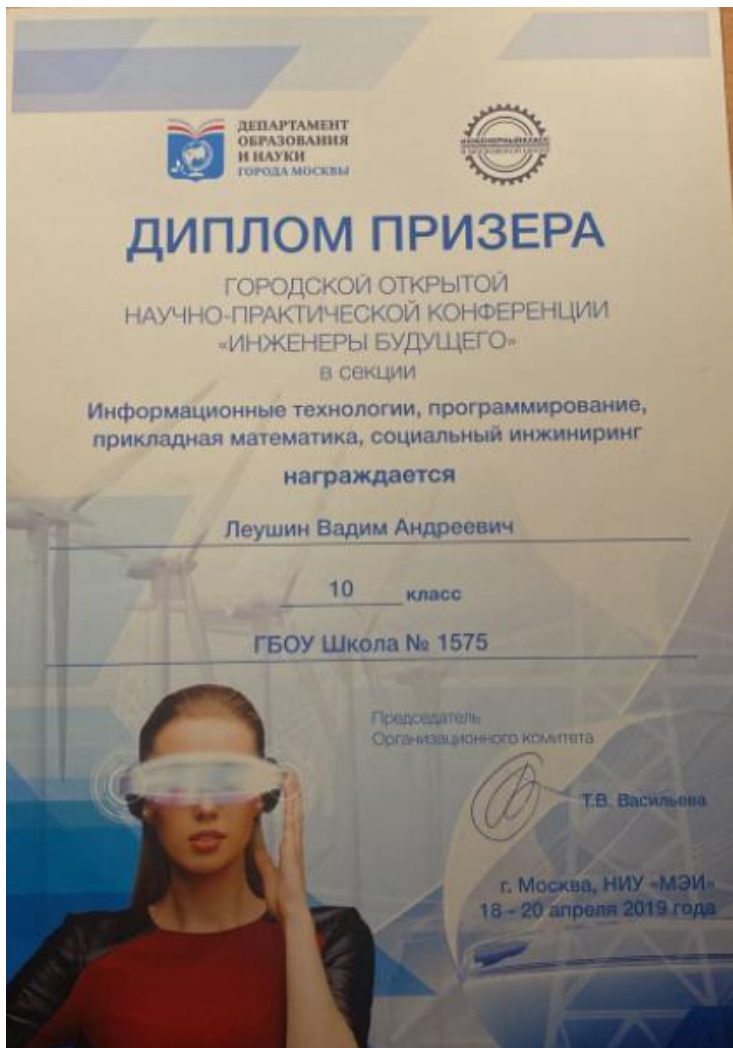 ДЕПАРТАМЕНТ
ОБРАЗОВАНИЯ
И НАУКИ
ГОРОДА МОСКВЫ
ИНЖЕНЕРНЫЙ КЛАСС
ДИПЛОМ ПРИЗЕРА
ГОРОДСКОЙ ОТКРЫТОЙ
НАУЧНО-ПРАКТИЧЕСКОЙ КОНФЕРЕНЦИИ
«ИНЖЕНЕРЫ БУДУЩЕГО»
в секции
Информационные технологии, программирование,
прикладная математика, социальный инжиниринг
награждается
Леушин Вадим Андреевич
10 класс
ГБОУ Школа № 1575
Председатель
Организационного комитета
Т.В. Васильева
г. Москва, НИУ «МЭИ»
18 – 20 апреля 2019 года